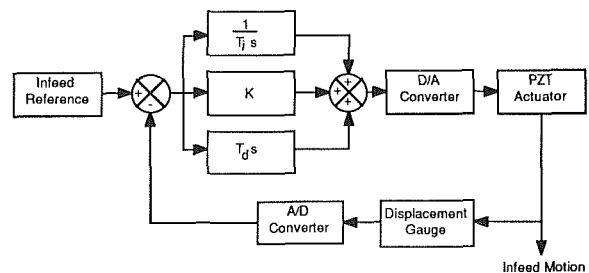 1
T_i s
Infeed
Reference
+
-
K
+
+
+
D/A
Converter
PZT
Actuator
T_d s
A/D
Converter
Displacement
Gauge
Infeed Motion